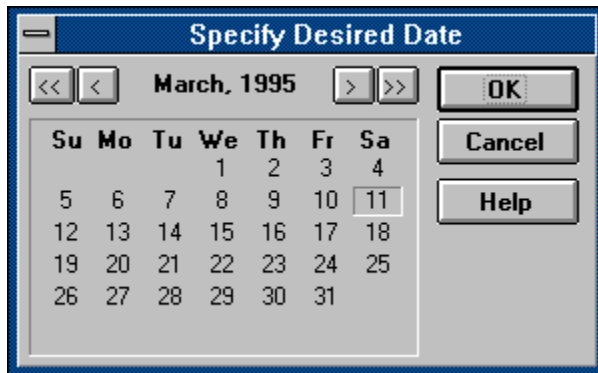 Specify Desired Date
<< < March, 1995 > >>
OK
Su Mo Tu We Th Fr Sa
Cancel
1 2 3 4
5 6 7 8 9 10 11
Help
12 13 14 15 16 17 18
19 20 21 22 23 24 25
26 27 28 29 30 31